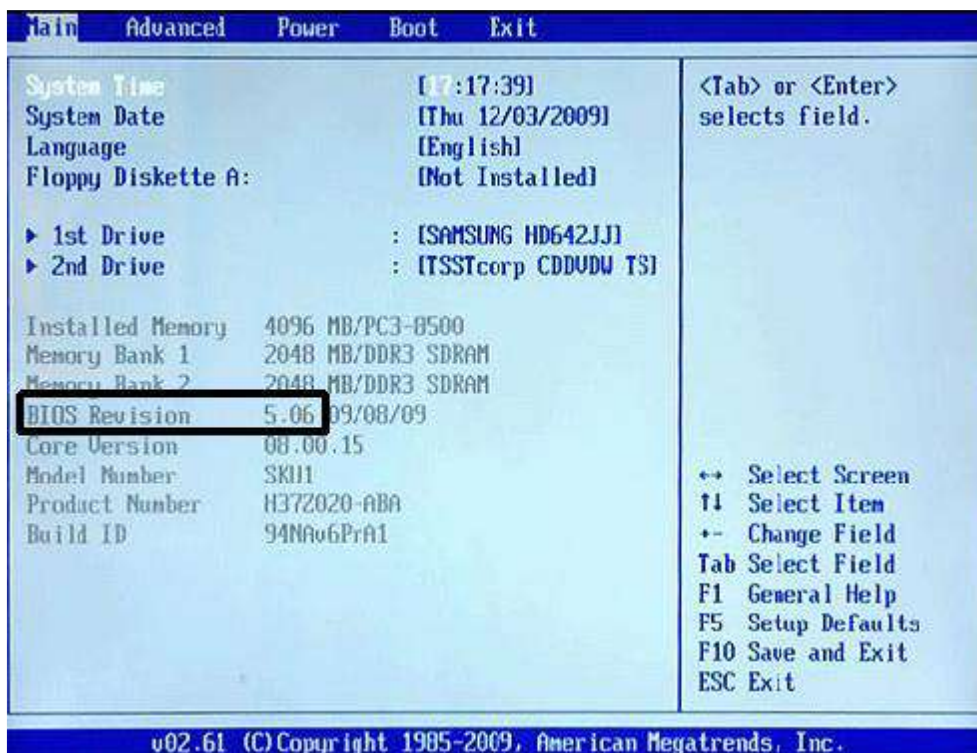 Main Advanced Power Boot Exit
System Time [17:17:39]
System Date [Thu 12/03/2009]
Language [English]
Floppy Diskette A: [Not Installed]
▶ 1st Drive : [SAMSUNG HD642JJ]
▶ 2nd Drive : [TSSTcorp CDDVDW TS]
Installed Memory 4096 MB/PC3-8500
Memory Bank 1 2048 MB/DDR3 SDRAM
Memory Bank 2 2048 MB/DDR3 SDRAM
BIOS Revision 5.06 09/08/09
Core Version 08.00.15
Model Number SKU1
Product Number H37Z020-ABA
Build ID 94NAv6PrA1
<Tab> or <Enter>
selects field.
↔ Select Screen
↑↓ Select Item
+- Change Field
Tab Select Field
F1 General Help
F5 Setup Defaults
F10 Save and Exit
ESC Exit
v02.61 (C)Copyright 1985-2009, American Megatrends, Inc.